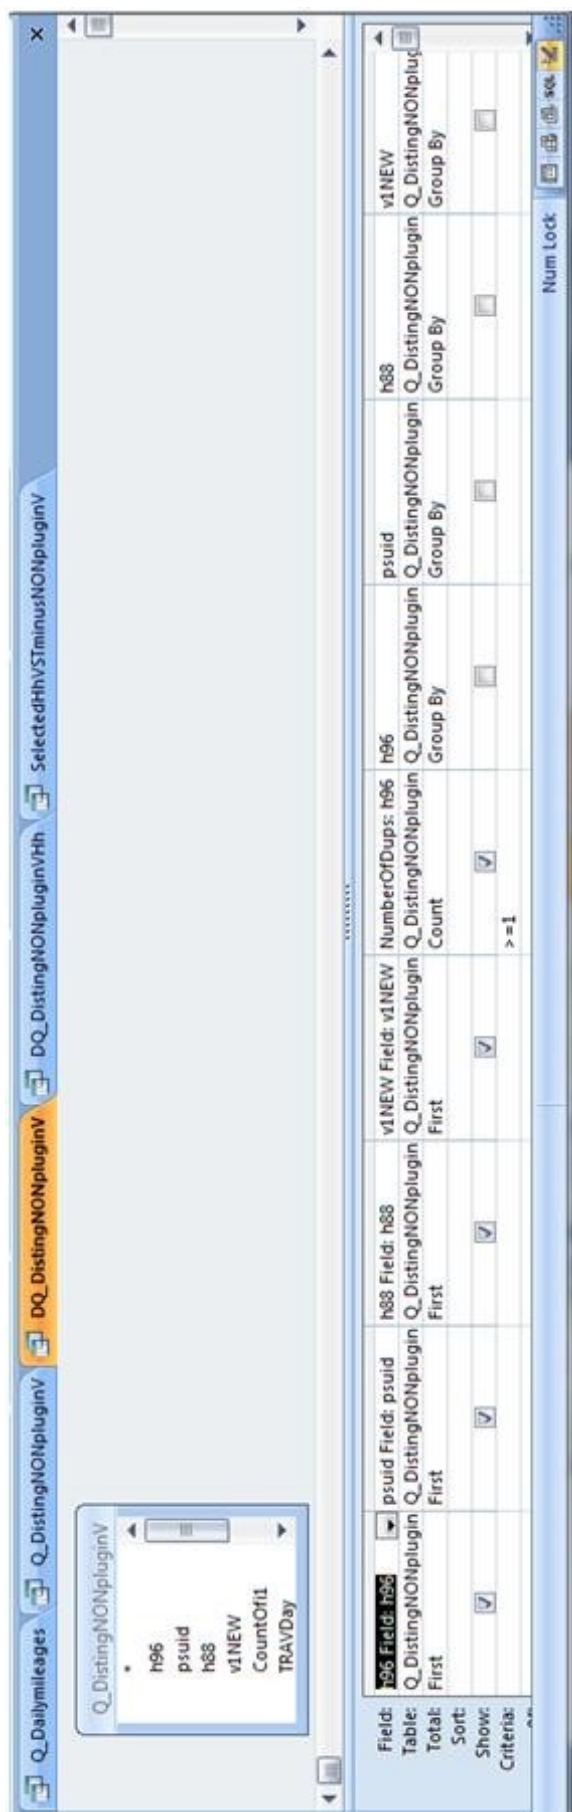 Q_Dailymileages Q_DistingNONpluginV DQ_DistingNONpluginV DQ_DistingNONpluginVHh SelectedHhVSTminusNONpluginV
Q_DistingNONpluginV
*
h96
psuid
h88
v1NEW
CountOfi1
TRAVDay
Field: h96 Field: h96 psuid Field: psuid h88 Field: h88 v1NEW Field: v1NEW NumberOfDups: h96 h96 psuid h88 v1NEW
Table: Q_DistingNONplugin Q_DistingNONplugin Q_DistingNONplugin Q_DistingNONplugin Q_DistingNONplugin Q_DistingNONplugin Q_DistingNONplugin Q_DistingNONplugin Q_DistingNONplug
Total: First First First First Count Group By Group By Group By Group By
Sort:
Show:
Criteria: >=1
Num Lock SQL